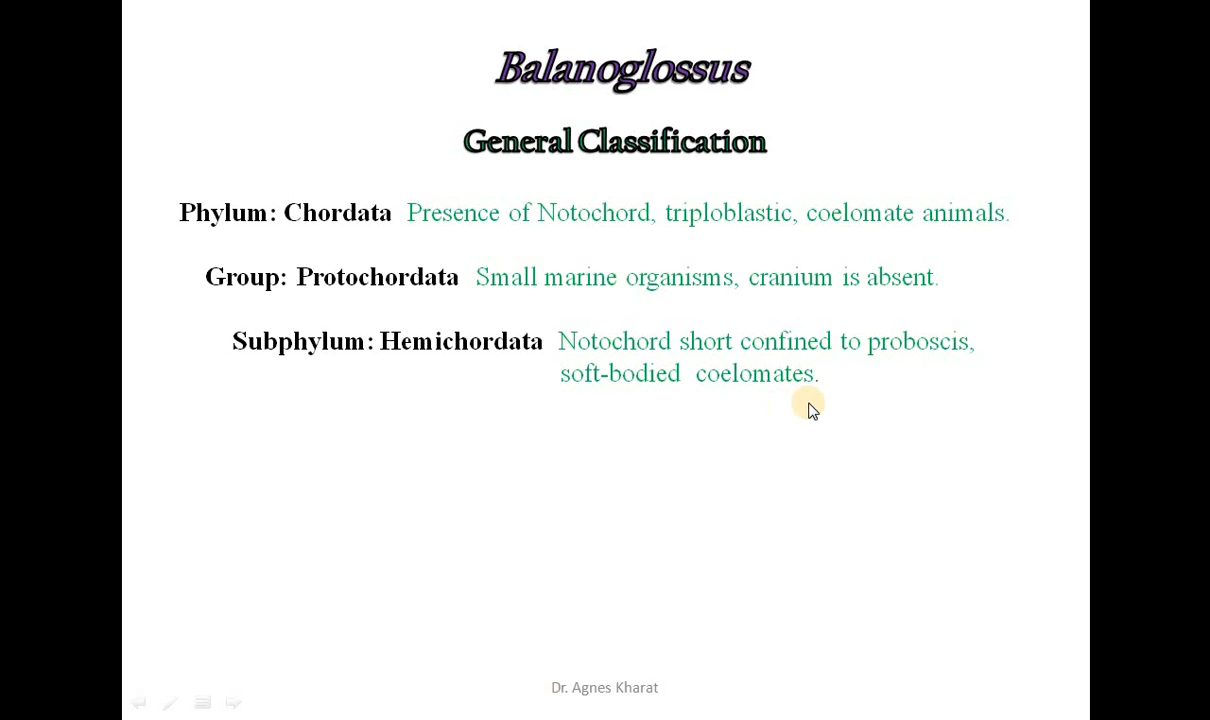 Balanoglossus
General Classification
Phylum: Chordata Presence of Notochord, triploblastic, coelomate animals.
Group: Protochordata Small marine organisms, cranium is absent.
Subphylum: Hemichordata Notochord short confined to proboscis,
soft-bodied coelomates.
Dr. Agnes Kharat